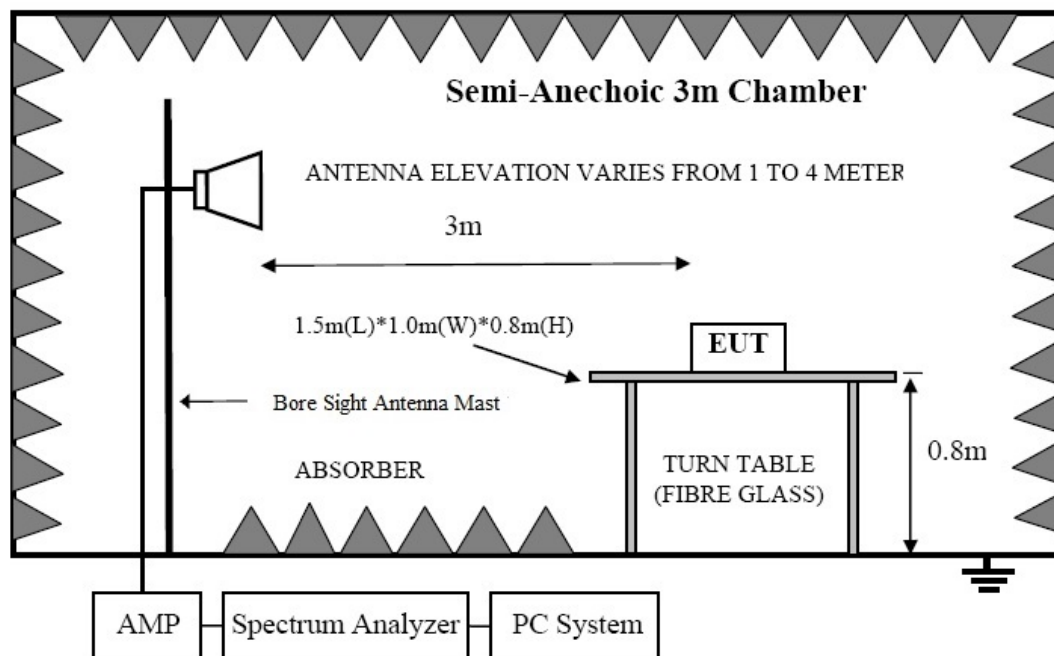 Semi-Anechoic 3m Chamber
ANTENNA ELEVATION VARIES FROM 1 TO 4 METER
3m
1.5m(L)*1.0m(W)*0.8m(H)
EUT
Bore Sight Antenna Mast
0.8m
ABSORBER
TURN TABLE
(FIBRE GLASS)
AMP
Spectrum Analyzer
PC System